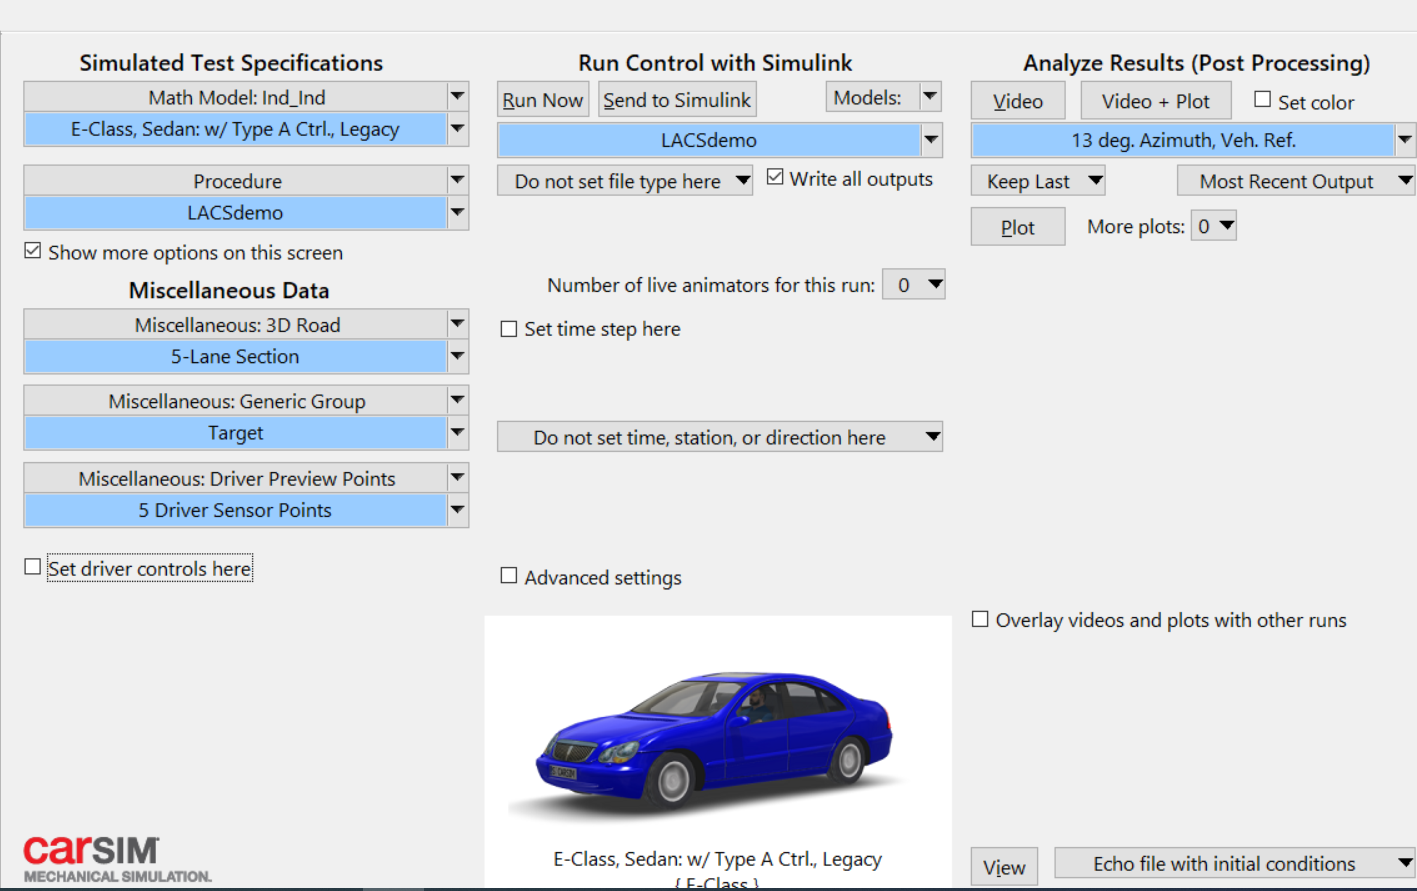 Simulated Test Specifications
Math Model: Ind_Ind
E-Class, Sedan: w/ Type A Ctrl., Legacy
Procedure
LACSdemo
Show more options on this screen
Miscellaneous Data
Miscellaneous: 3D Road
5-Lane Section
Miscellaneous: Generic Group
Target
Miscellaneous: Driver Preview Points
5 Driver Sensor Points
Set driver controls here
carSIM
MECHANICAL SIMULATION.
Run Control with Simulink
Run Now
Send to Simulink
Models:
LACSdemo
Do not set file type here
Write all outputs
Number of live animators for this run: 0
Set time step here
Do not set time, station, or direction here
Advanced settings
CARSIM
E-Class, Sedan: w/ Type A Ctrl., Legacy
{ E-Class }
Analyze Results (Post Processing)
Video
Video + Plot
Set color
13 deg. Azimuth, Veh. Ref.
Keep Last
Most Recent Output
Plot
More plots: 0
Overlay videos and plots with other runs
View
Echo file with initial conditions